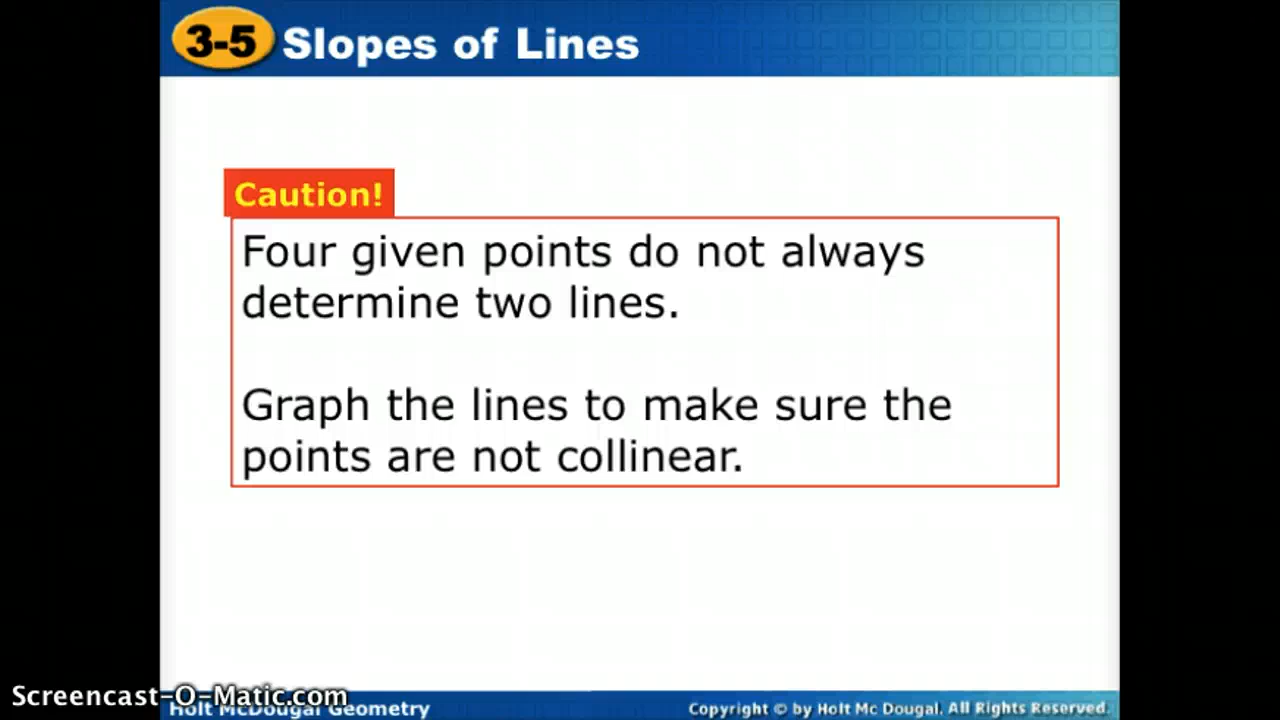 3-5 Slopes of Lines
Caution!
Four given points do not always
determine two lines.
Graph the lines to make sure the
points are not collinear.
Screencast-O-Matic.com
Holt McDougal Geometry
Copyright © by Holt Mc Dougal. All Rights Reserved.